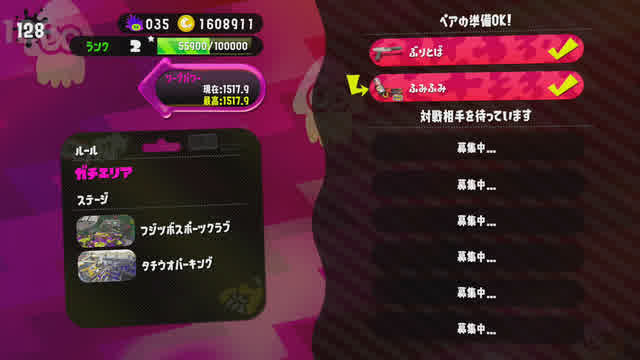 128
035
1608911
ランク 2 55900/100000
リーグパワー
現在:1517.9
最高:1517.9
ルール
ガチエリア
ステージ
フジツボスポーツクラブ
タチウオパーキング
ペアの準備OK!
ぷりとぱ
ふみふみ
対戦相手を待っています
募集中...
募集中...
募集中...
募集中...
募集中...
募集中...